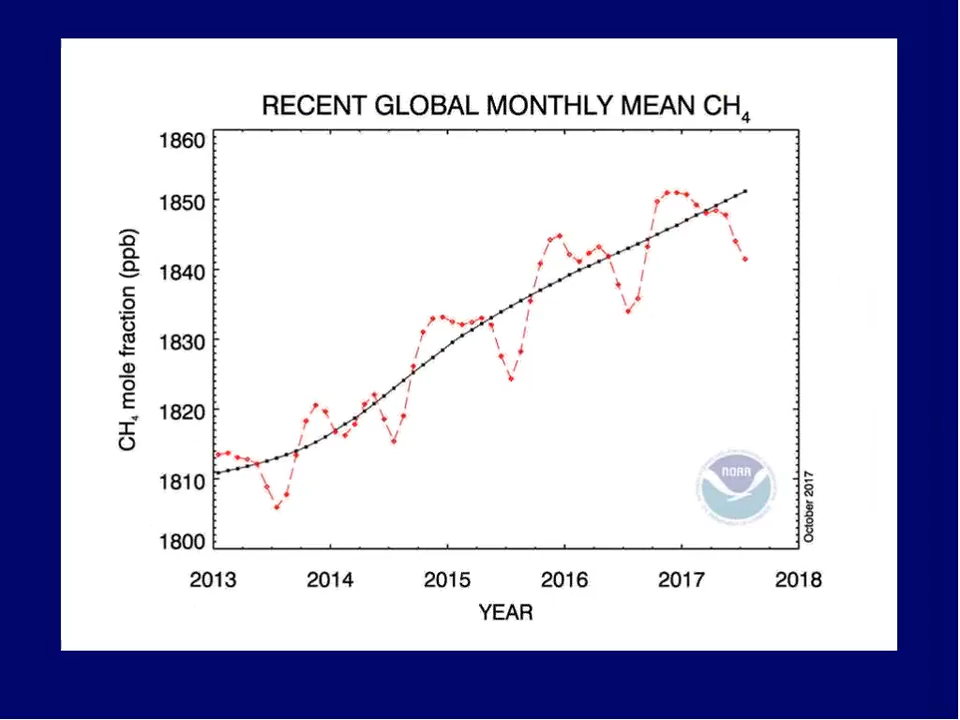 RECENT GLOBAL MONTHLY MEAN CH₄
1860
1850
1840
1830
1820
1810
1800
CH₄ mole fraction (ppb)
2013 2014 2015 2016 2017 2018
YEAR
NOAA
October 2017